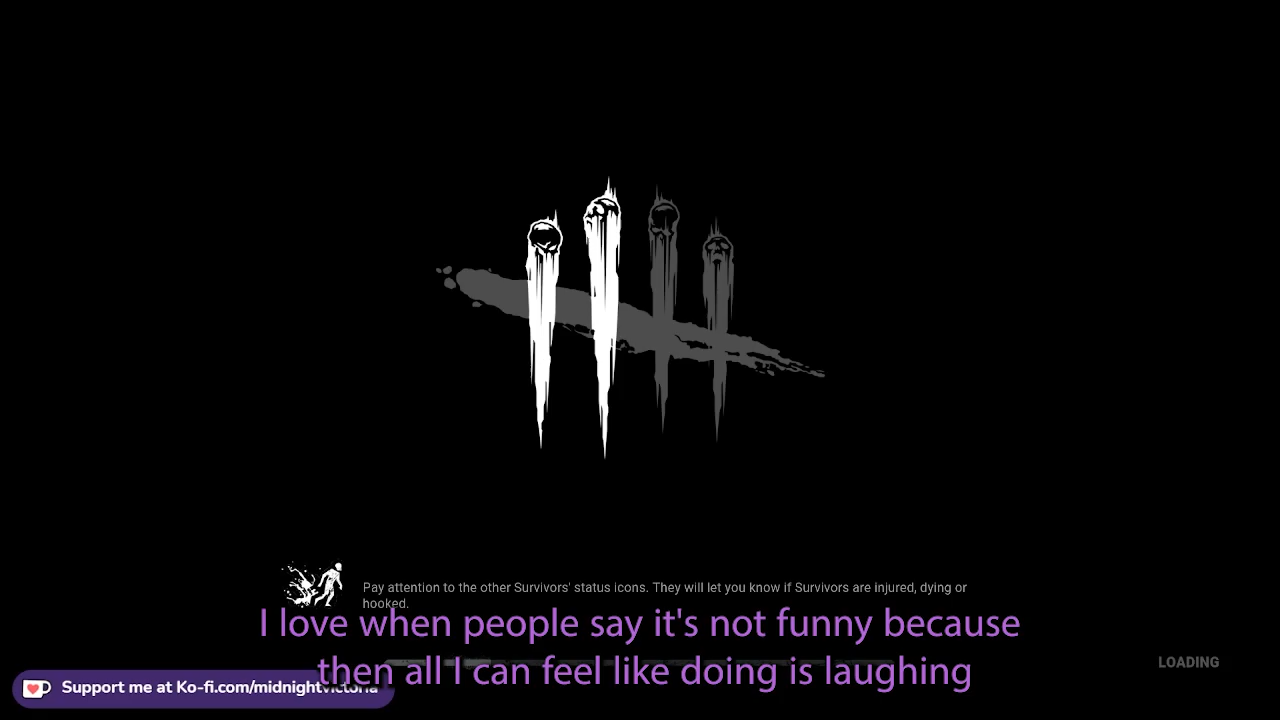 Pay attention to the other Survivors' status icons. They will let you know if Survivors are injured, dying or
hooked.
I love when people say it's not funny because
then all I can feel like doing is laughing
LOADING
Support me at Ko-fi.com/midnightvictoria